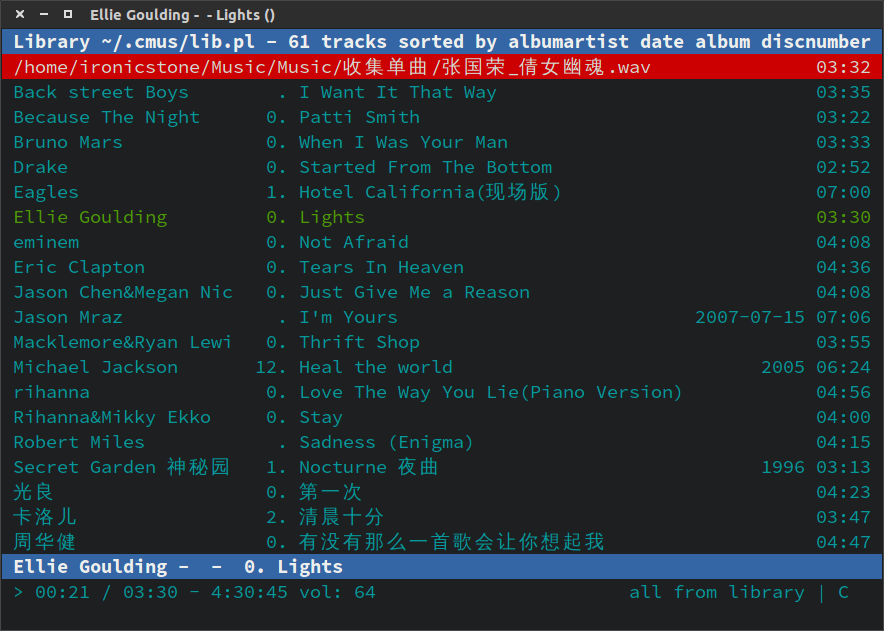 Ellie Goulding - - Lights ()
Library ~/.cmus/lib.pl - 61 tracks sorted by albumartist date album discnumber
/home/ironicstone/Music/Music/收集单曲/张国荣_倩女幽魂.wav 03:32
Back street Boys . I Want It That Way 03:35
Because The Night 0. Patti Smith 03:22
Bruno Mars 0. When I Was Your Man 03:33
Drake 0. Started From The Bottom 02:52
Eagles 1. Hotel California(现场版) 07:00
Ellie Goulding 0. Lights 03:30
eminem 0. Not Afraid 04:08
Eric Clapton 0. Tears In Heaven 04:36
Jason Chen&Megan Nic 0. Just Give Me a Reason 04:08
Jason Mraz . I'm Yours 2007-07-15 07:06
Macklemore&Ryan Lewi 0. Thrift Shop 03:55
Michael Jackson 12. Heal the world 2005 06:24
rihanna 0. Love The Way You Lie(Piano Version) 04:56
Rihanna&Mikky Ekko 0. Stay 04:00
Robert Miles . Sadness (Enigma) 04:15
Secret Garden 神秘园 1. Nocturne 夜曲 1996 03:13
光良 0. 第一次 04:23
卡洛儿 2. 清晨十分 03:47
周华健 0. 有没有那么一首歌会让你想起我 04:47
Ellie Goulding - - 0. Lights
> 00:21 / 03:30 - 4:30:45 vol: 64 all from library | C